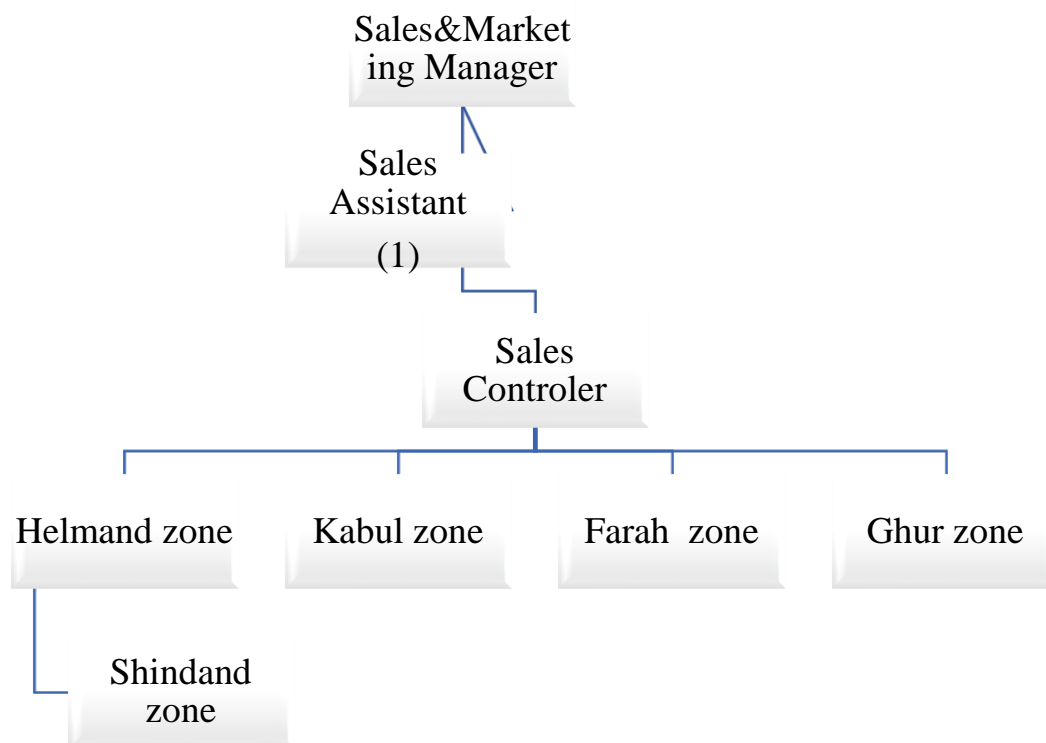 Sales&Market
ing Manager
Sales
Assistant
(1)
Sales
Controler
Helmand zone
Kabul zone
Farah  zone
Ghur zone
Shindand
zone